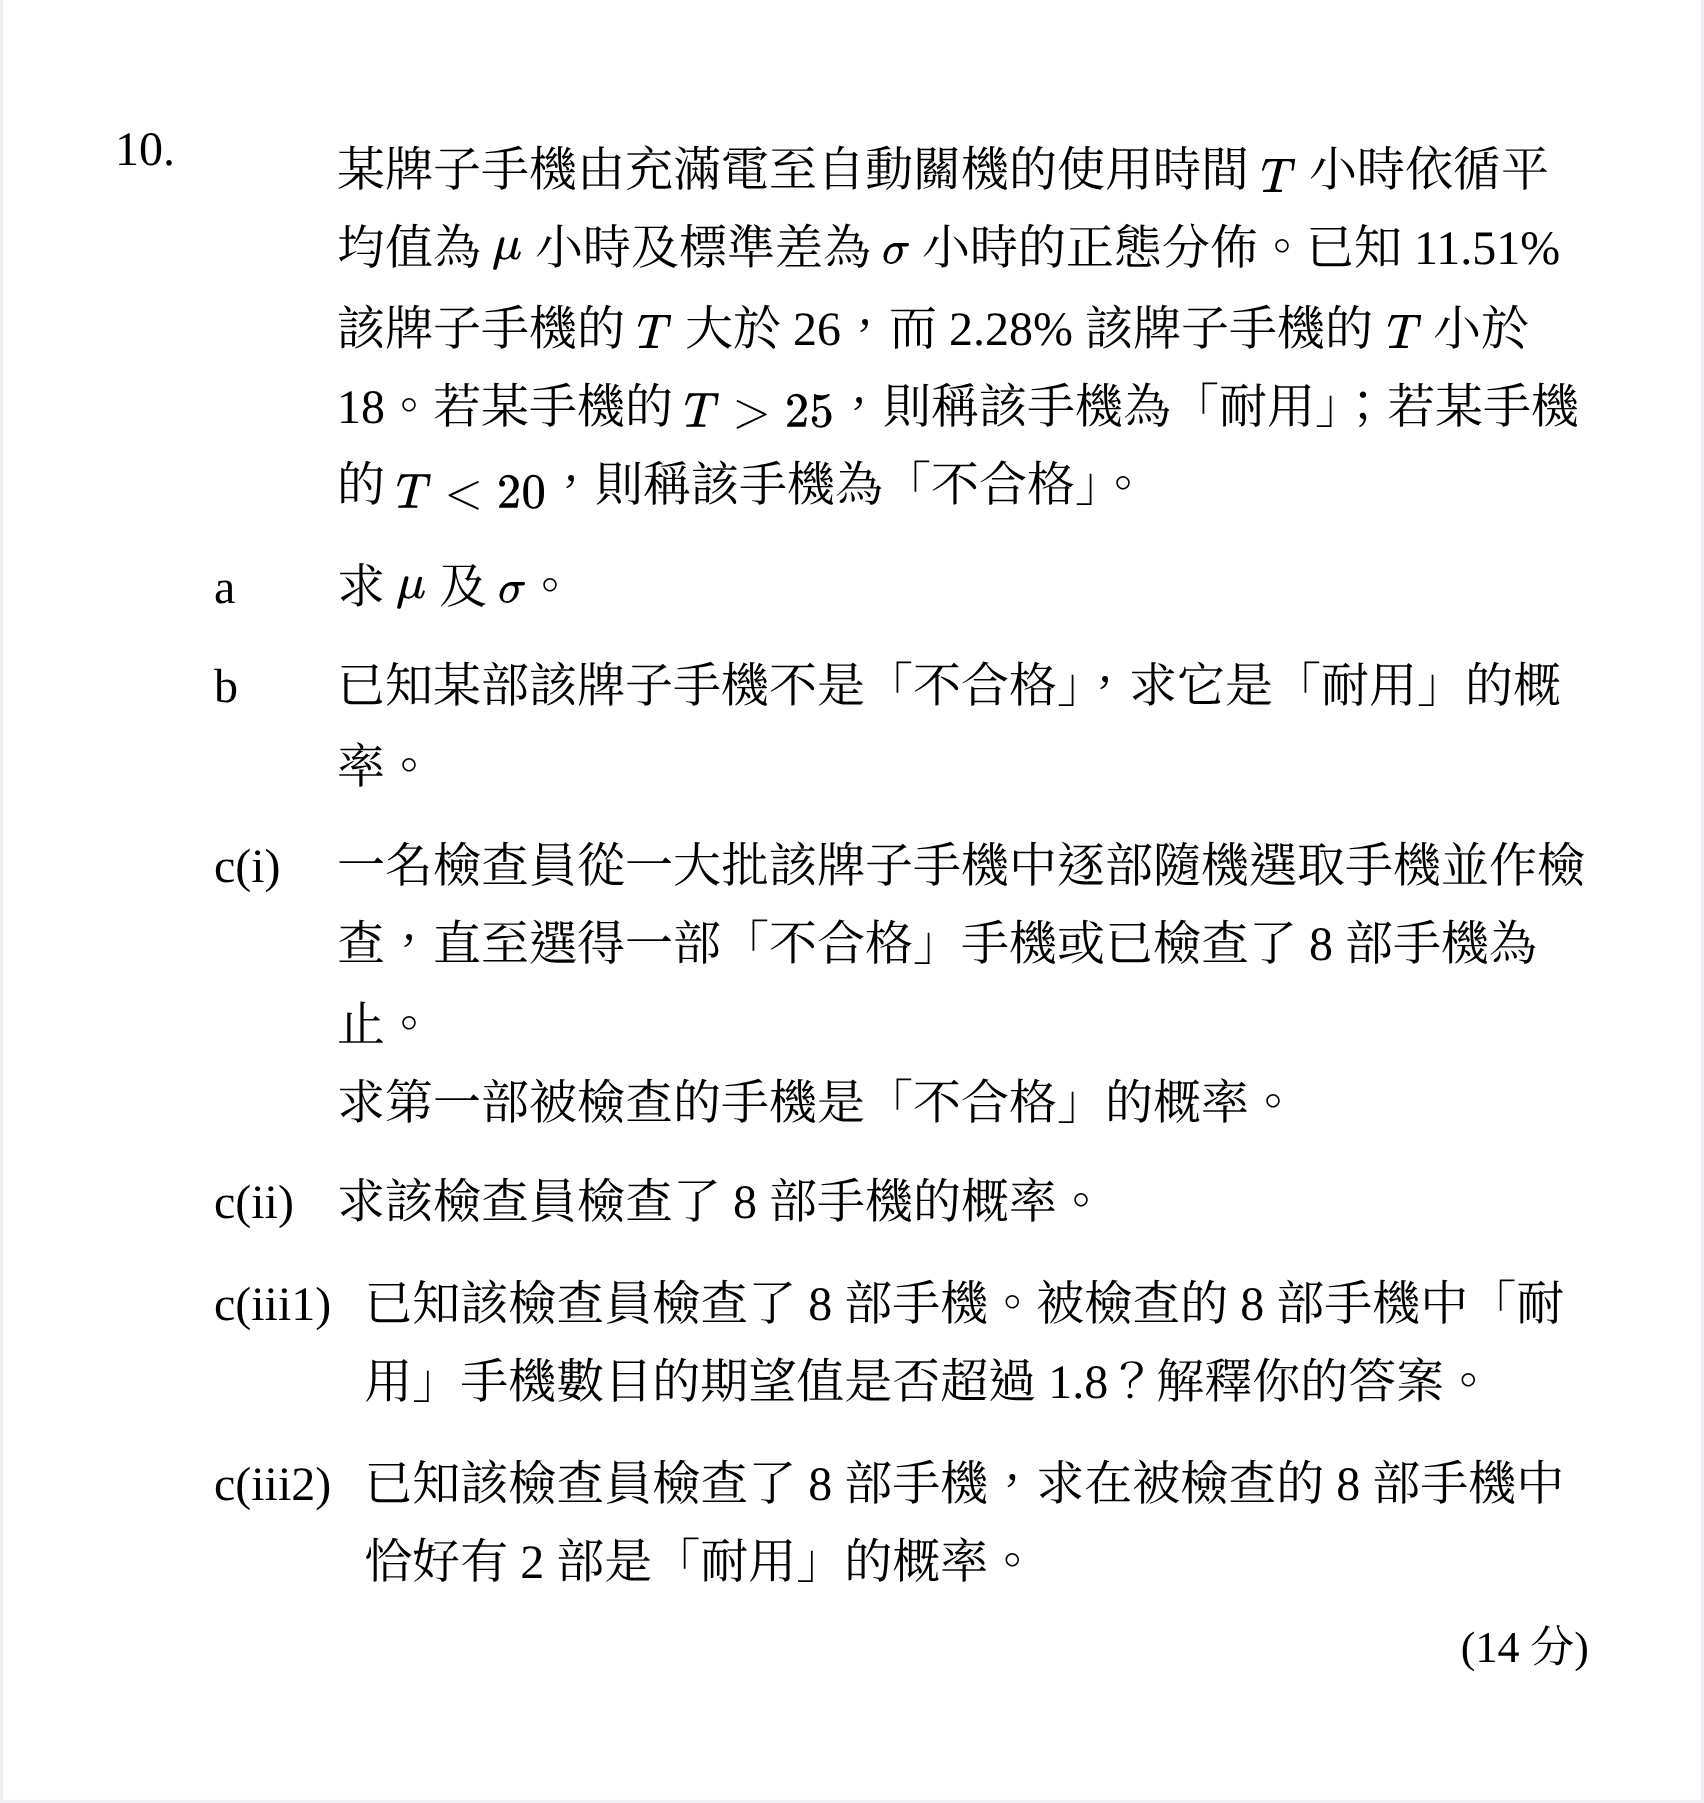 10. 某牌子手機由充滿電至自動關機的使用時間 T 小時依循平
均值為 μ 小時及標準差為 σ 小時的正態分佈。已知 11.51%
該牌子手機的 T 大於 26，而 2.28% 該牌子手機的 T 小於
18。若某手機的 T > 25，則稱該手機為「耐用」；若某手機
的 T < 20，則稱該手機為「不合格」。
a 求 μ 及 σ。
b 已知某部該牌子手機不是「不合格」，求它是「耐用」的概
率。
c(i) 一名檢查員從一大批該牌子手機中逐部隨機選取手機並作檢
查，直至選得一部「不合格」手機或已檢查了 8 部手機為
止。
求第一部被檢查的手機是「不合格」的概率。
c(ii) 求該檢查員檢查了 8 部手機的概率。
c(iii1) 已知該檢查員檢查了 8 部手機。被檢查的 8 部手機中「耐
用」手機數目的期望值是否超過 1.8？解釋你的答案。
c(iii2) 已知該檢查員檢查了 8 部手機，求在被檢查的 8 部手機中
恰好有 2 部是「耐用」的概率。
(14 分)